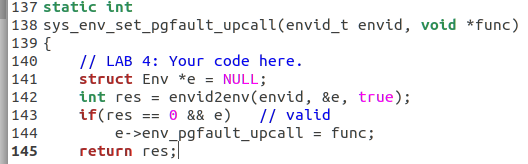 137 static int
138 sys_env_set_pgfault_upcall(envid_t envid, void *func)
139 {
140     // LAB 4: Your code here.
141     struct Env *e = NULL;
142     int res = envid2env(envid, &e, true);
143     if(res == 0 && e)   // valid
144         e->env_pgfault_upcall = func;
145     return res;